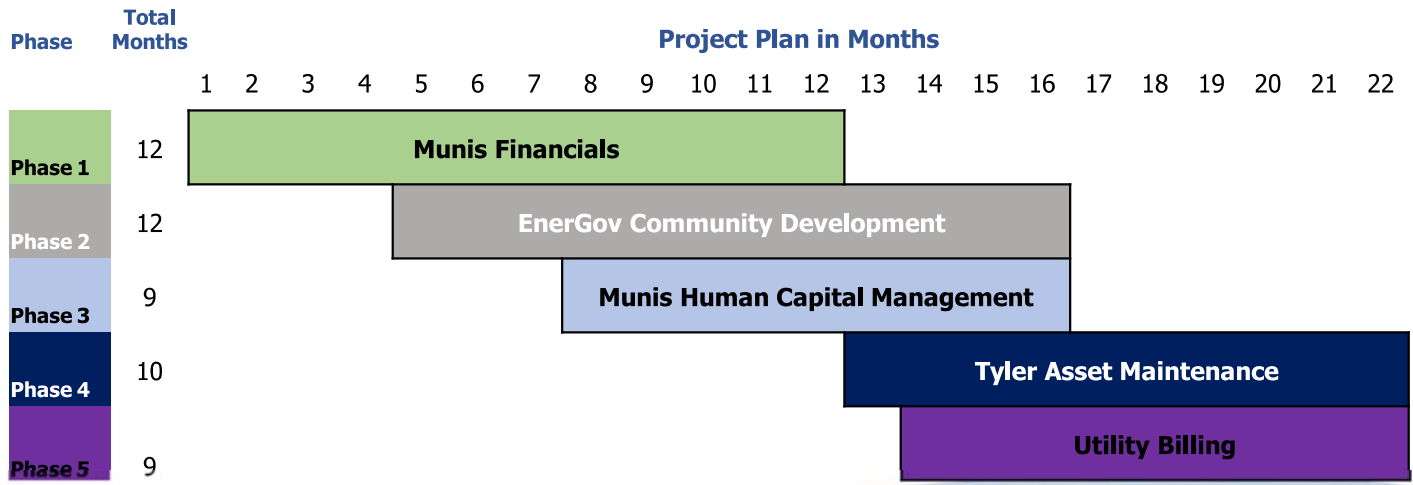 Phase Total Months Project Plan in Months
1 2 3 4 5 6 7 8 9 10 11 12 13 14 15 16 17 18 19 20 21 22
Phase 1 12 Munis Financials
Phase 2 12 EnerGov Community Development
Phase 3 9 Munis Human Capital Management
Phase 4 10 Tyler Asset Maintenance
Phase 5 9 Utility Billing